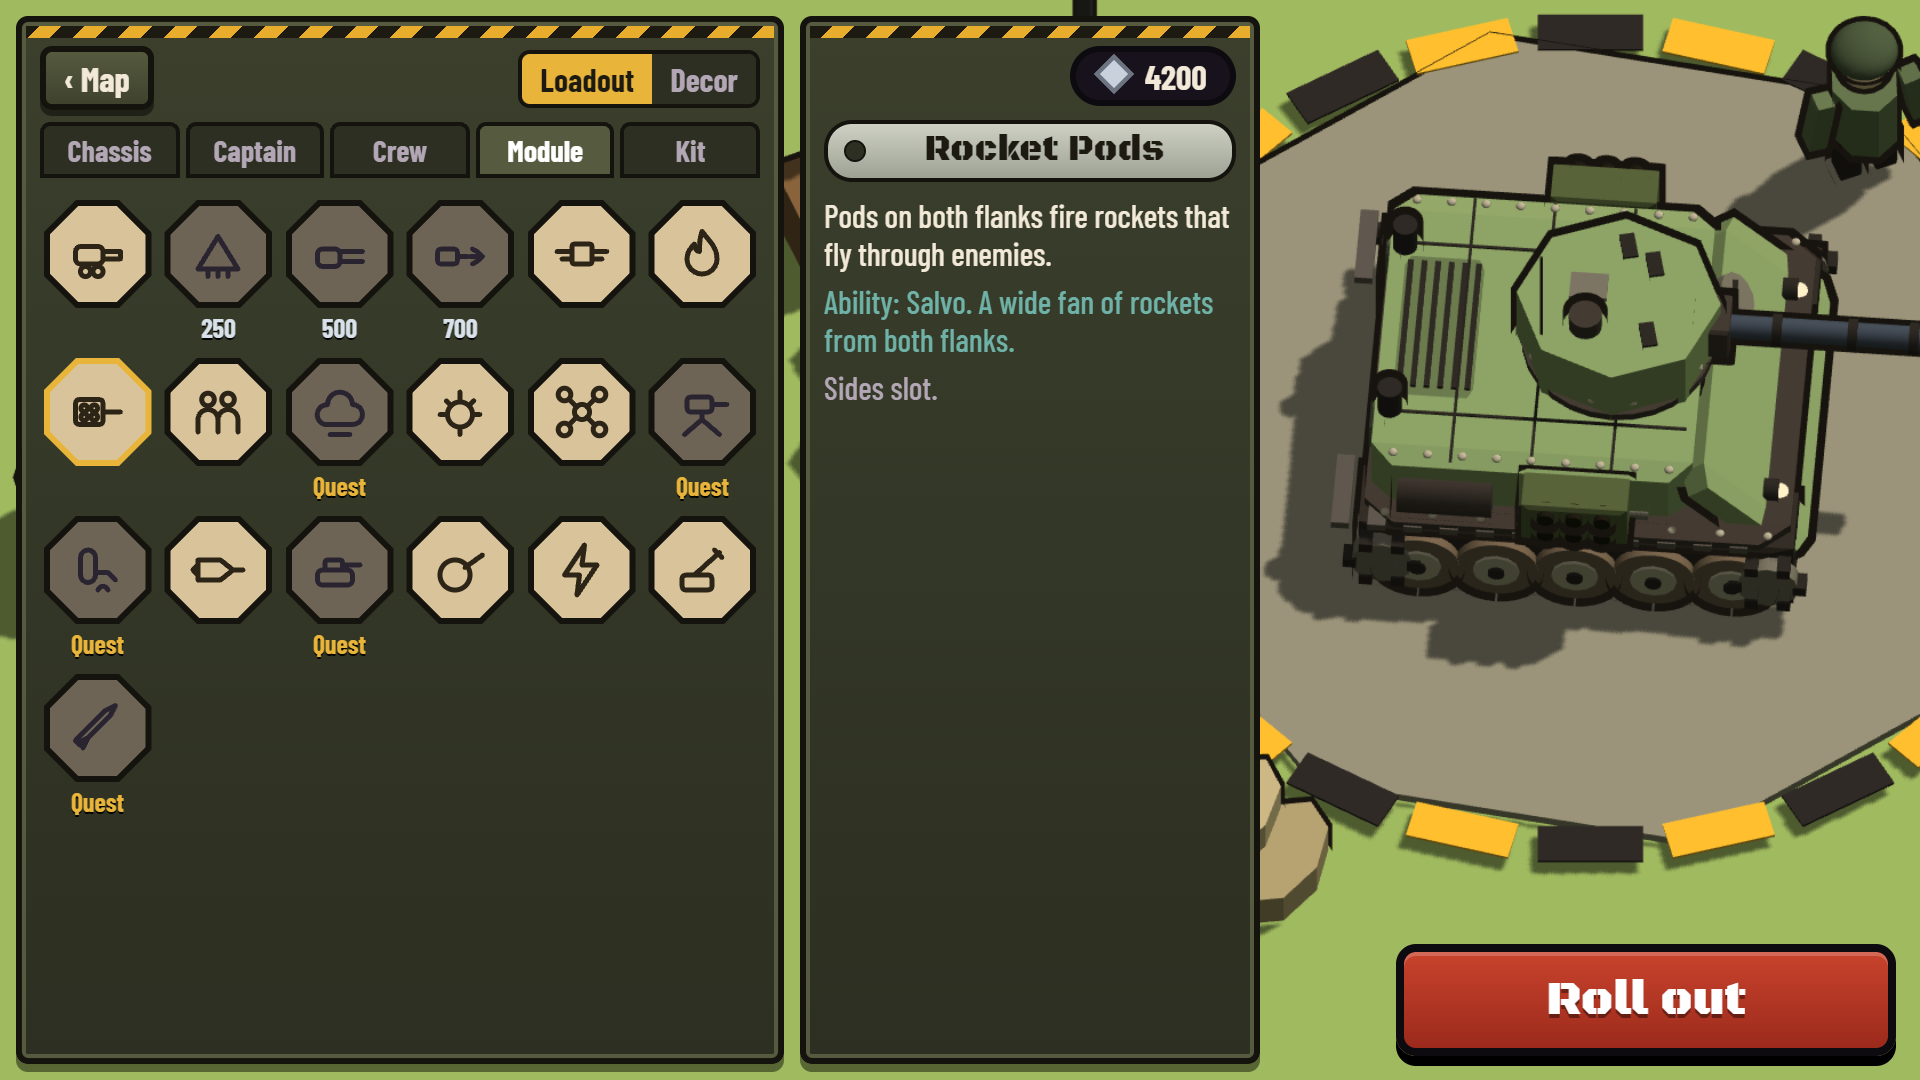 ‹ Map
Loadout
Decor
4200
Chassis
Captain
Crew
Module
Kit
Rocket Pods
Pods on both flanks fire rockets that
fly through enemies.
Ability: Salvo. A wide fan of rockets
from both flanks.
Sides slot.
250
500
700
Quest
Quest
Quest
Quest
Quest
Roll out